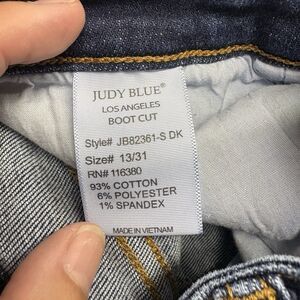 JUDY BLUE®
LOS ANGELES
BOOT CUT
Style# JB82361-S DK
Size# 13/31
RN# 116380
93% COTTON
6% POLYESTER
1% SPANDEX
MADE IN VIETNAM